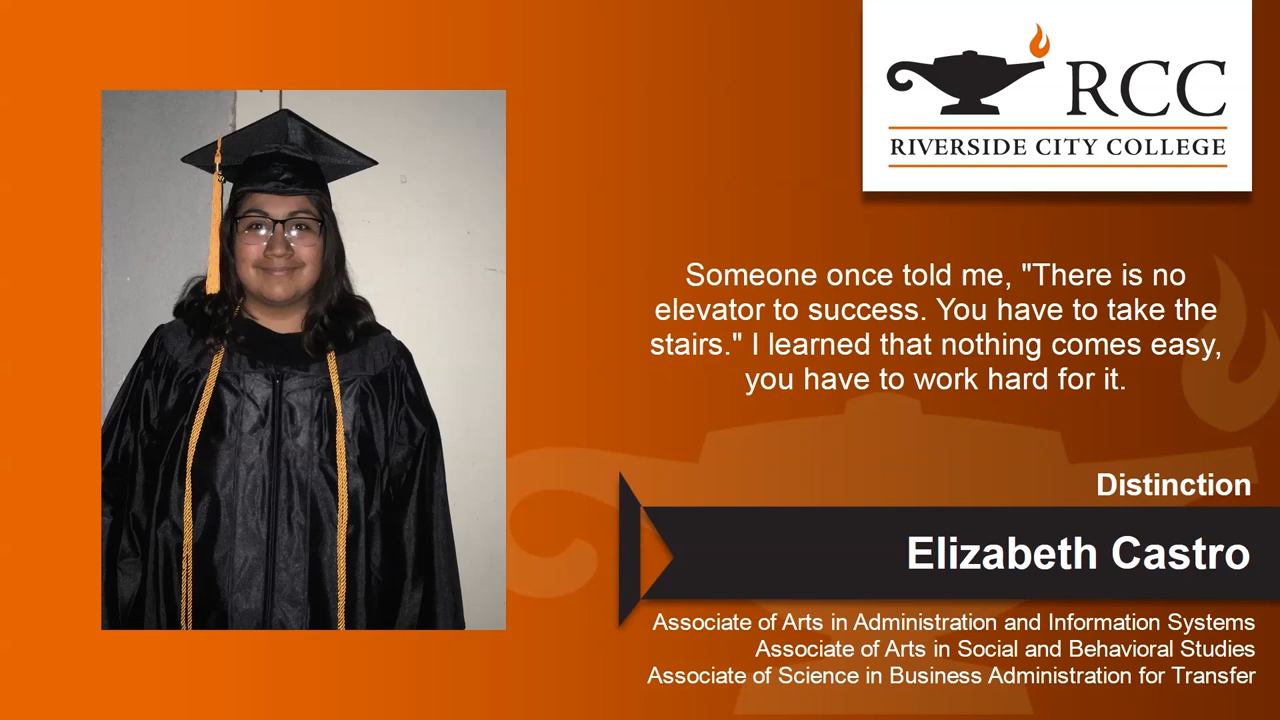 RCC
RIVERSIDE CITY COLLEGE
Someone once told me, "There is no
elevator to success. You have to take the
stairs." I learned that nothing comes easy,
you have to work hard for it.
Distinction
Elizabeth Castro
Associate of Arts in Administration and Information Systems
Associate of Arts in Social and Behavioral Studies
Associate of Science in Business Administration for Transfer